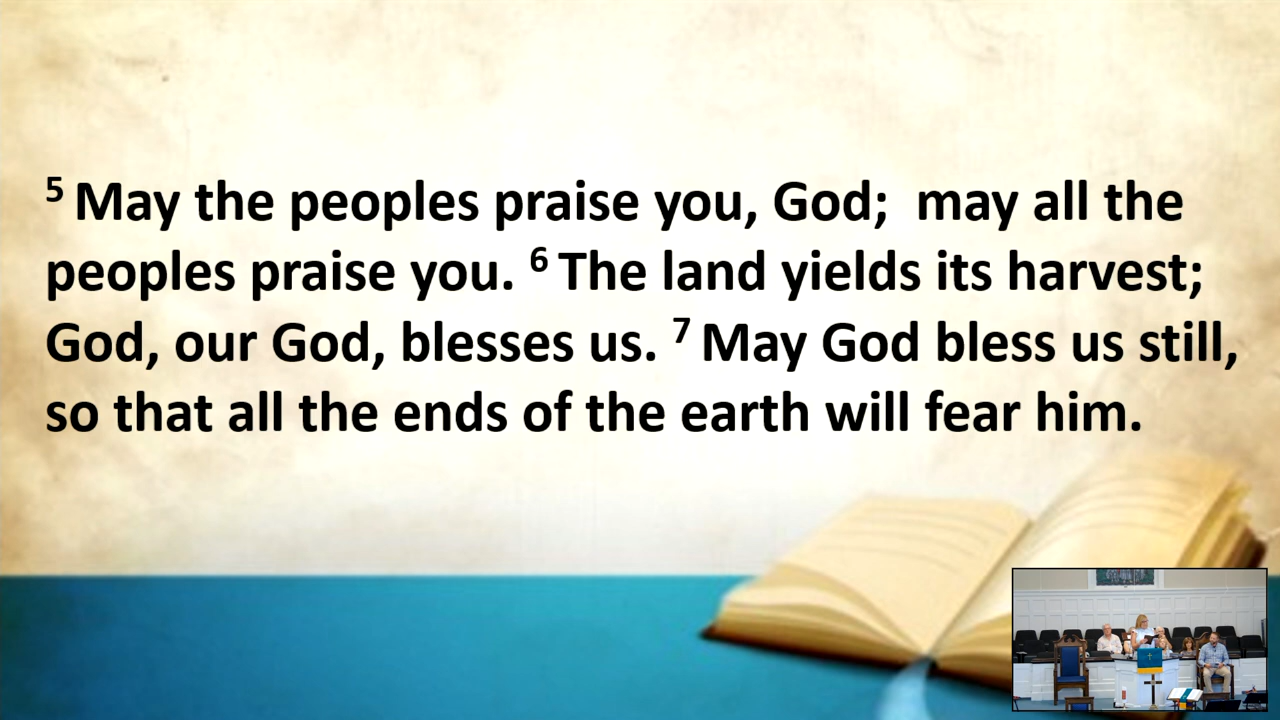 5 May the peoples praise you, God;  may all the
peoples praise you. 6 The land yields its harvest;
God, our God, blesses us. 7 May God bless us still,
so that all the ends of the earth will fear him.